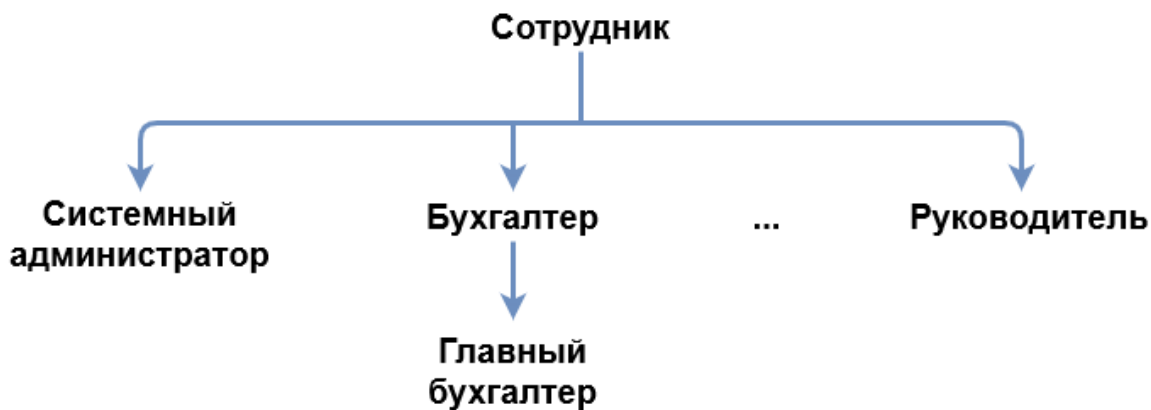 Сотрудник
Системный
администратор
Бухгалтер
...
Руководитель
Главный
бухгалтер